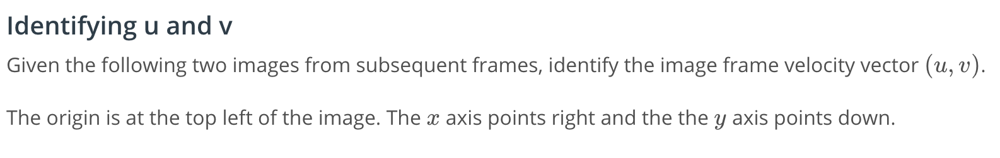 Identifying u and v
Given the following two images from subsequent frames, identify the image frame velocity vector (u, v).
The origin is at the top left of the image. The x axis points right and the the y axis points down.